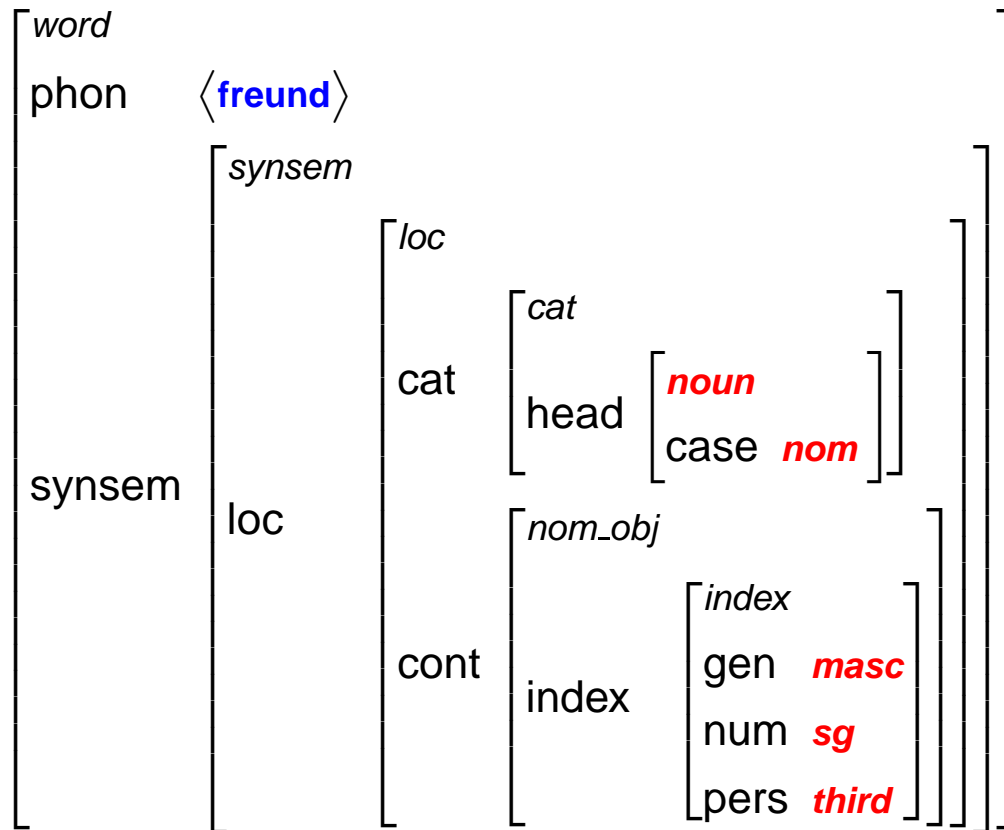 word
phon ⟨freund⟩
synsem
loc
cat
cat
head noun
case nom
synsem
loc
nom_obj
index
cont
gen masc
index
num sg
pers third